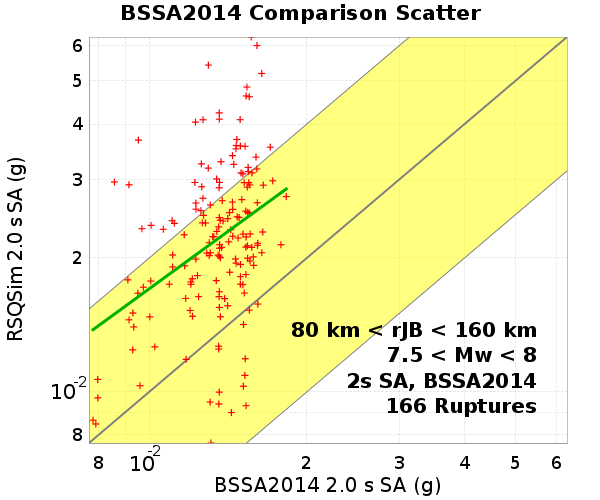 BSSA2014 Comparison Scatter
RSQSim 2.0 s SA (g)
6
5
4
3
2
10-2
8
80 km < rJB < 160 km
7.5 < Mw < 8
2s SA, BSSA2014
166 Ruptures
8 10-2 2 3 4 5 6
BSSA2014 2.0 s SA (g)